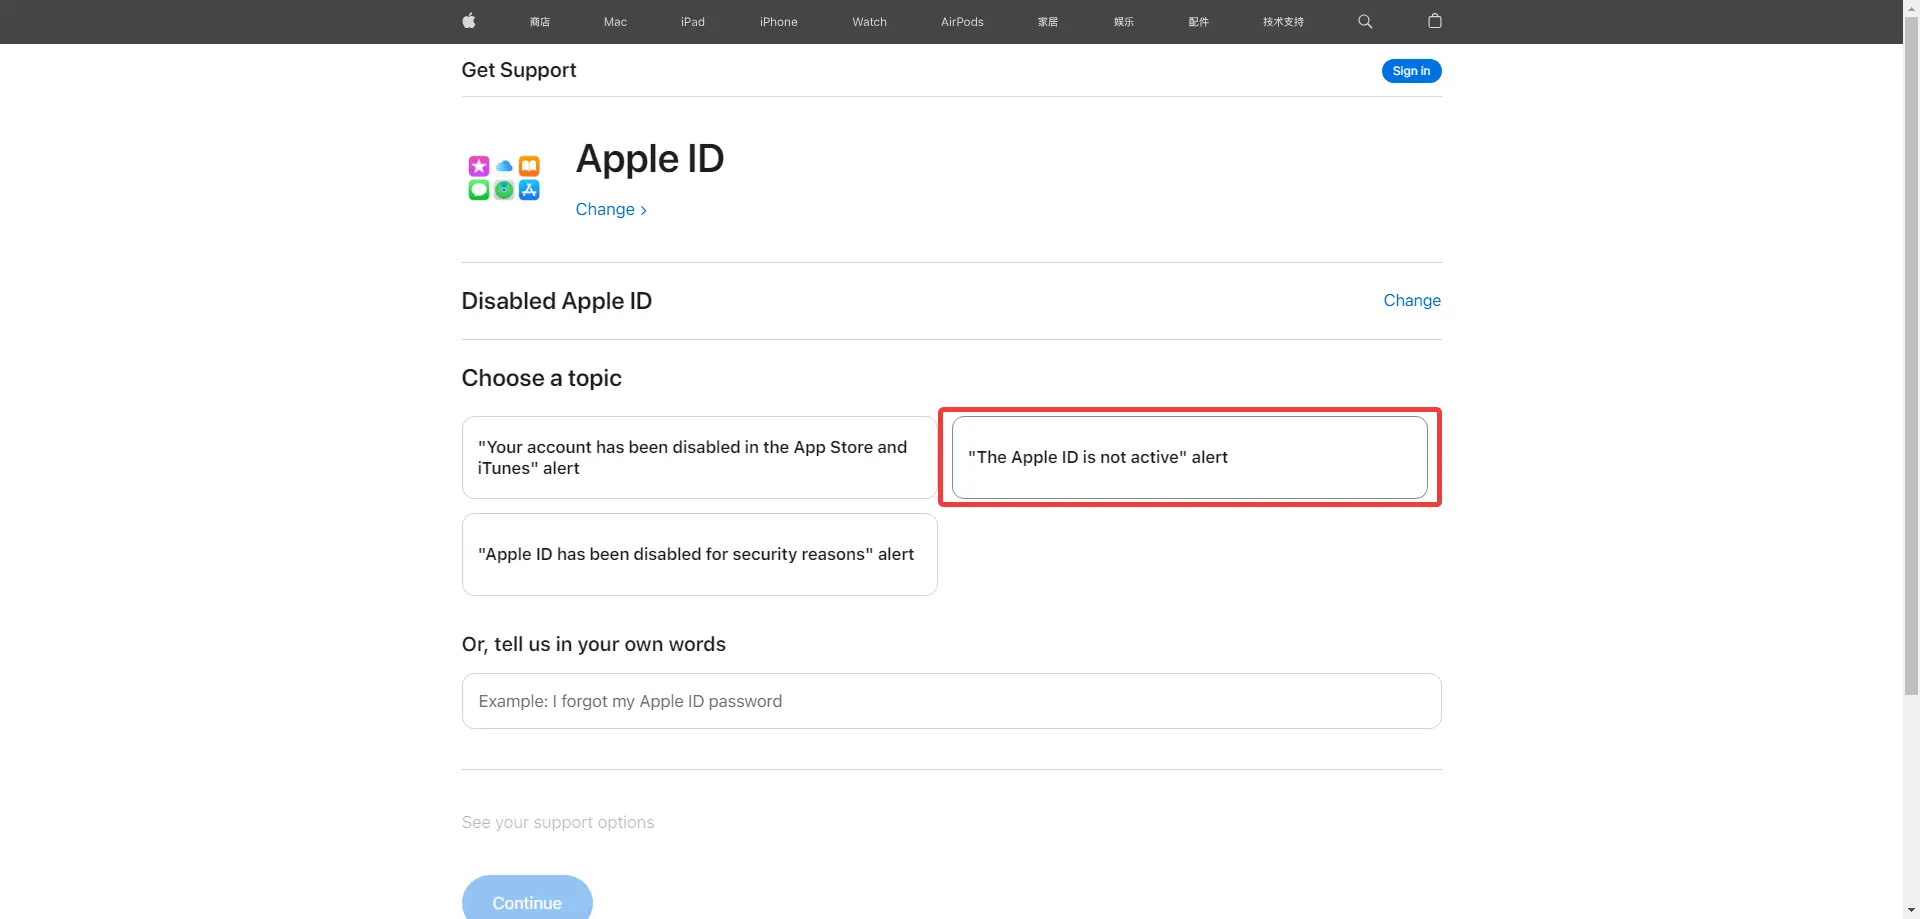 商店 Mac iPad iPhone Watch AirPods 家居 娱乐 配件 技术支持
Get Support
Sign in
Apple ID
Change >
Disabled Apple ID
Change
Choose a topic
"Your account has been disabled in the App Store and
iTunes" alert
"The Apple ID is not active" alert
"Apple ID has been disabled for security reasons" alert
Or, tell us in your own words
Example: I forgot my Apple ID password
See your support options
Continue